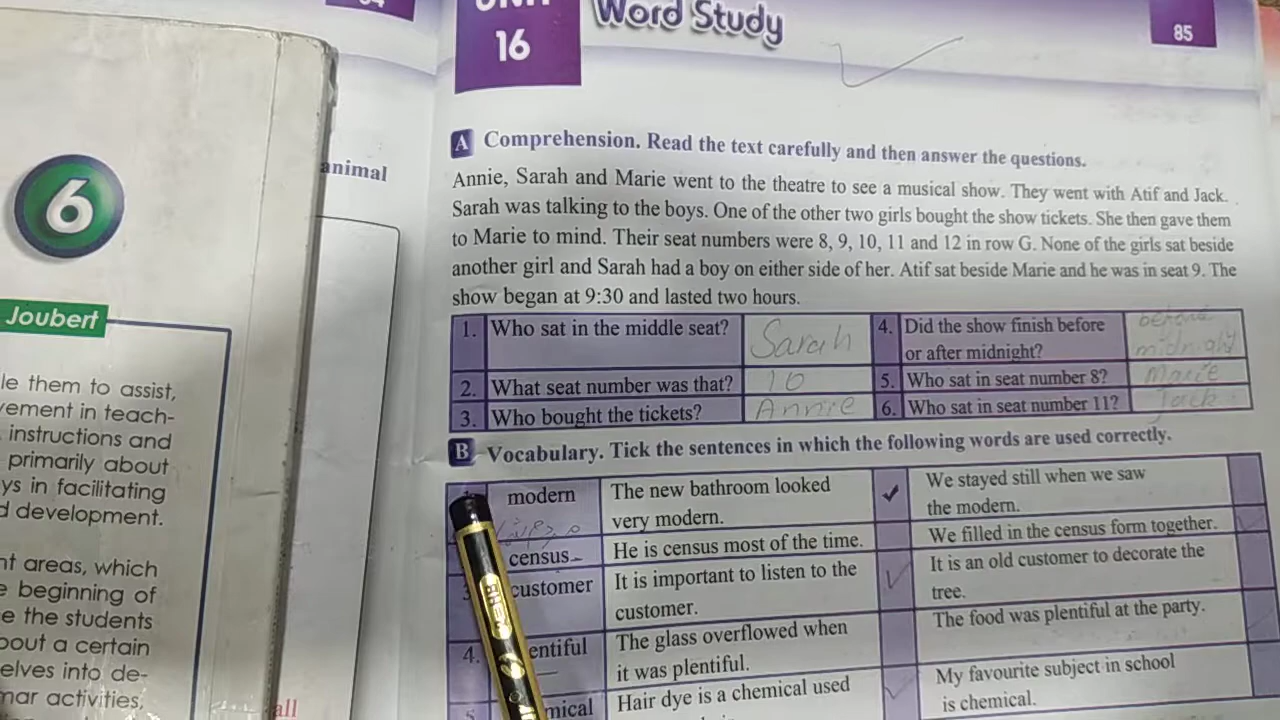 UNIT
16
Word Study
85
6
Joubert
le them to assist,
vement in teach-
instructions and
primarily about
ys in facilitating
d development.
nt areas, which
e beginning of
e the students
bout a certain
elves into de-
mar activities,
animal
all
A Comprehension. Read the text carefully and then answer the questions.
Annie, Sarah and Marie went to the theatre to see a musical show. They went with Atif and Jack.
Sarah was talking to the boys. One of the other two girls bought the show tickets. She then gave them
to Marie to mind. Their seat numbers were 8, 9, 10, 11 and 12 in row G. None of the girls sat beside
another girl and Sarah had a boy on either side of her. Atif sat beside Marie and he was in seat 9. The
show began at 9:30 and lasted two hours.
1. Who sat in the middle seat? Sarah
2. What seat number was that? 10
3. Who bought the tickets? Annie
4. Did the show finish before
or after midnight? before
midnight
5. Who sat in seat number 8? Marie
6. Who sat in seat number 11? Jack
B Vocabulary. Tick the sentences in which the following words are used correctly.
modern The new bathroom looked
very modern. ✓ We stayed still when we saw
the modern.
census He is census most of the time. We filled in the census form together. ✓
customer It is important to listen to the
customer. ✓ It is an old customer to decorate the
tree.
4. entiful The glass overflowed when
it was plentiful. The food was plentiful at the party.
5. mical Hair dye is a chemical used ✓ My favourite subject in school
is chemical.